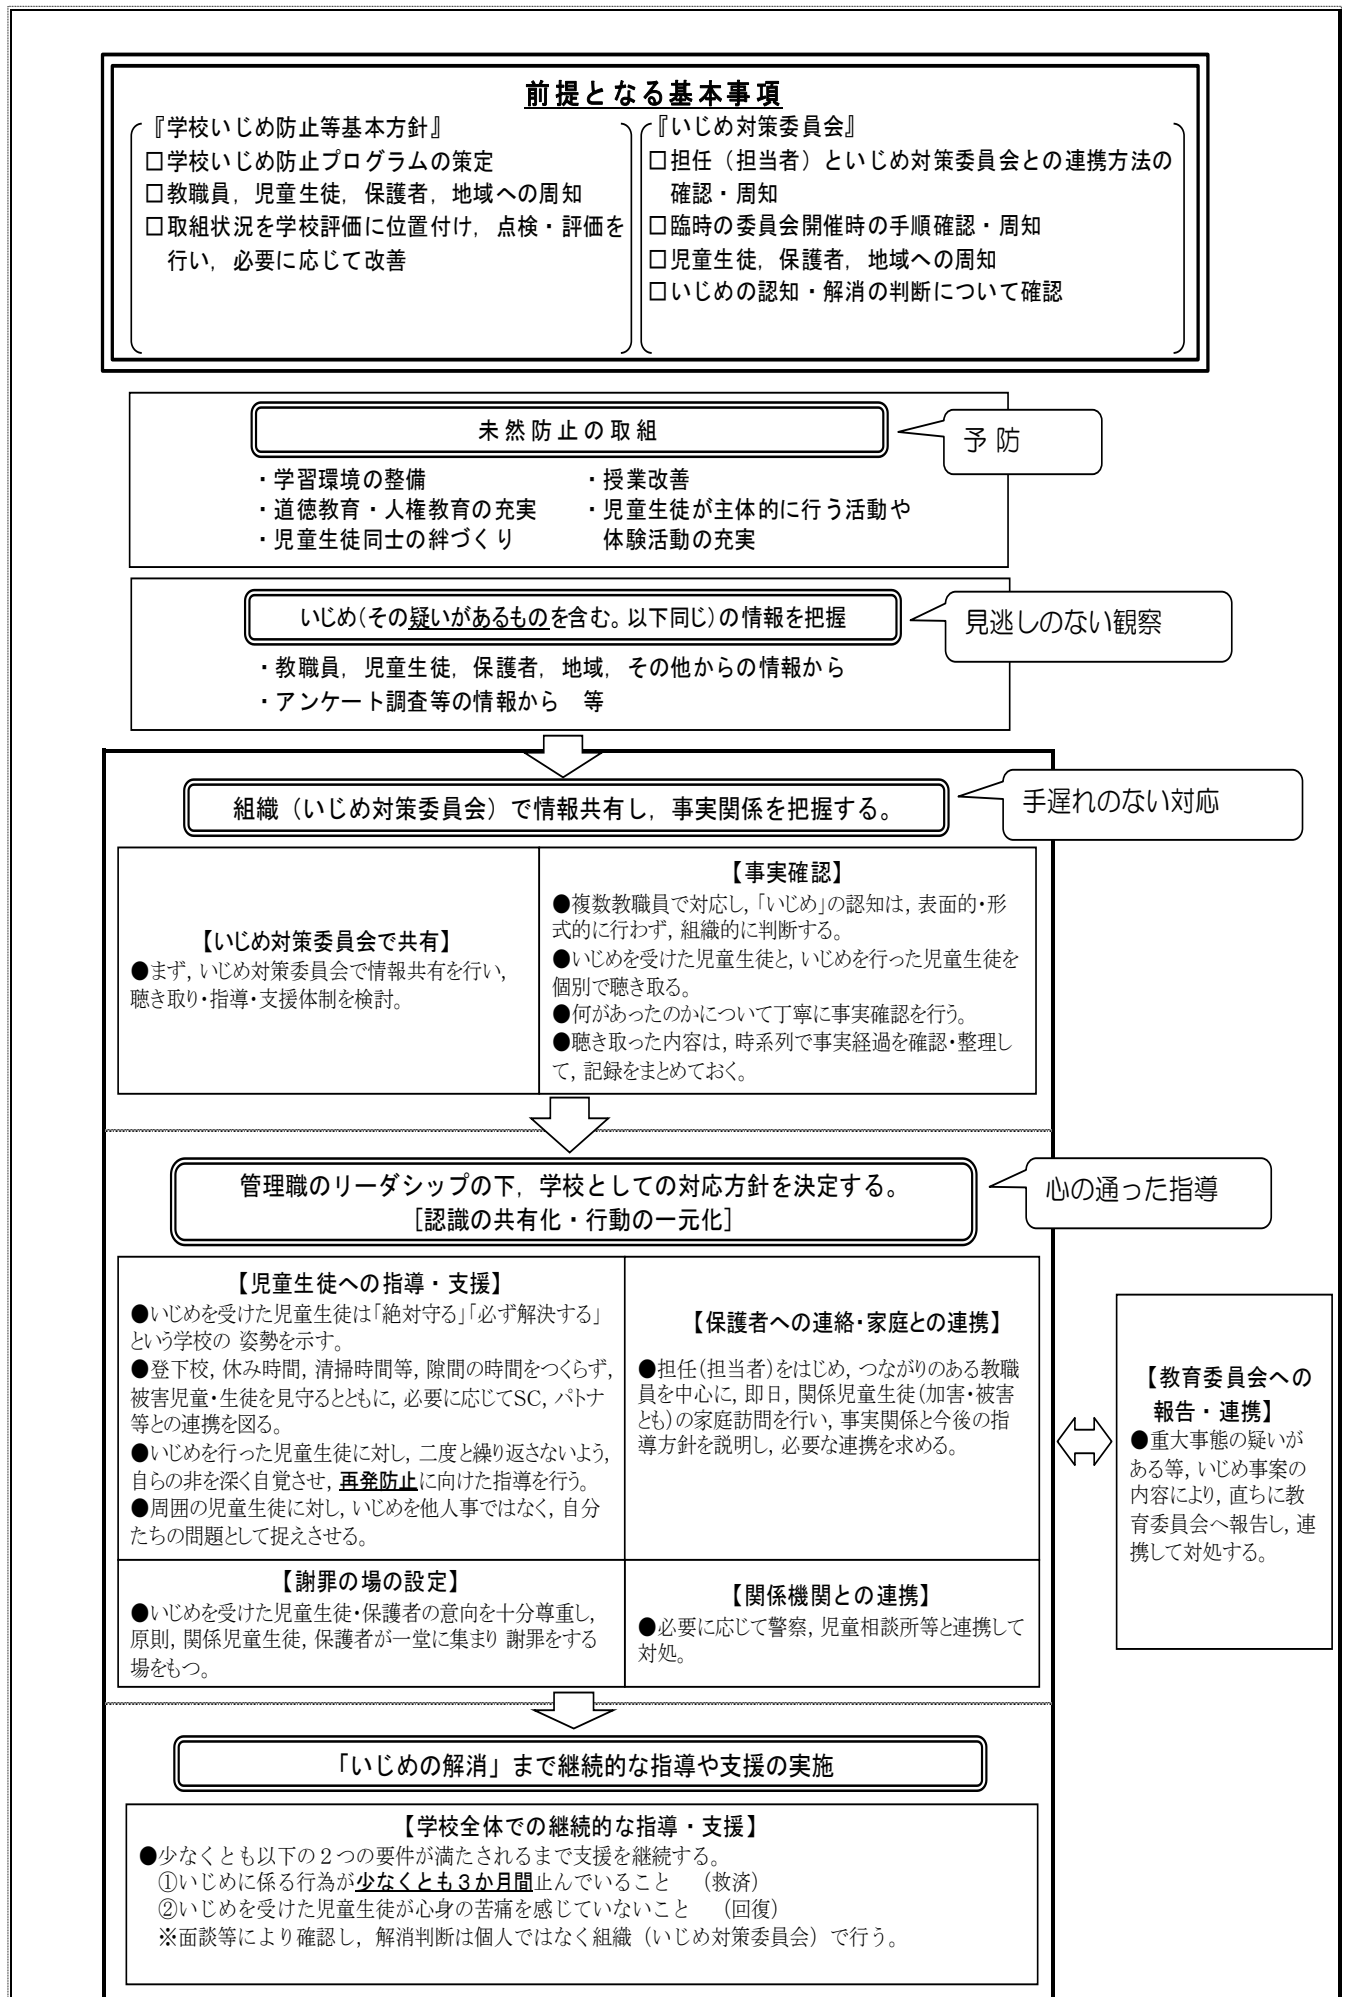 前提となる基本事項
『学校いじめ防止等基本方針』
□学校いじめ防止プログラムの策定
□教職員，児童生徒，保護者，地域への周知
□取組状況を学校評価に位置付け，点検・評価を
行い，必要に応じて改善
『いじめ対策委員会』
□担任（担当者）といじめ対策委員会との連携方法の
確認・周知
□臨時の委員会開催時の手順確認・周知
□児童生徒，保護者，地域への周知
□いじめの認知・解消の判断について確認
未然防止の取組
予防
・学習環境の整備
・道徳教育・人権教育の充実
・児童生徒同士の絆づくり
・授業改善
・児童生徒が主体的に行う活動や
体験活動の充実
いじめ（その疑いがあるものを含む。以下同じ）の情報を把握
見逃しのない観察
・教職員，児童生徒，保護者，地域，その他からの情報から
・アンケート調査等の情報から　等
組織（いじめ対策委員会）で情報共有し，事実関係を把握する。
手遅れのない対応
【いじめ対策委員会で共有】
●まず，いじめ対策委員会で情報共有を行い，
聴き取り・指導・支援体制を検討。
【事実確認】
●複数教職員で対応し，「いじめ」の認知は，表面的・形
式的に行わず，組織的に判断する。
●いじめを受けた児童生徒と，いじめを行った児童生徒を
個別で聴き取る。
●何があったのかについて丁寧に事実確認を行う。
●聴き取った内容は，時系列で事実経過を確認・整理し
て，記録をまとめておく。
管理職のリーダシップの下，学校としての対応方針を決定する。
［認識の共有化・行動の一元化］
心の通った指導
【児童生徒への指導・支援】
●いじめを受けた児童生徒は「絶対守る」「必ず解決する」
という学校の 姿勢を示す。
●登下校，休み時間，清掃時間等，隙間の時間をつくらず，
被害児童・生徒を見守るとともに，必要に応じてSC，パトナ
等との連携を図る。
●いじめを行った児童生徒に対し，二度と繰り返さないよう，
自らの非を深く自覚させ，再発防止に向けた指導を行う。
●周囲の児童生徒に対し，いじめを他人事ではなく，自分
たちの問題として捉えさせる。
【保護者への連絡・家庭との連携】
●担任（担当者）をはじめ，つながりのある教職
員を中心に，即日，関係児童生徒（加害・被害
とも）の家庭訪問を行い，事実関係と今後の指
導方針を説明し，必要な連携を求める。
【教育委員会への
報告・連携】
●重大事態の疑いが
ある等，いじめ事案の
内容により，直ちに教
育委員会へ報告し，連
携して対処する。
【謝罪の場の設定】
●いじめを受けた児童生徒・保護者の意向を十分尊重し，
原則，関係児童生徒，保護者が一堂に集まり 謝罪をする
場をもつ。
【関係機関との連携】
●必要に応じて警察，児童相談所等と連携して
対処。
「いじめの解消」まで継続的な指導や支援の実施
【学校全体での継続的な指導・支援】
●少なくとも以下の２つの要件が満たされるまで支援を継続する。
①いじめに係る行為が少なくとも３か月間止んでいること　（救済）
②いじめを受けた児童生徒が心身の苦痛を感じていないこと　（回復）
※面談等により確認し，解消判断は個人ではなく組織（いじめ対策委員会）で行う。